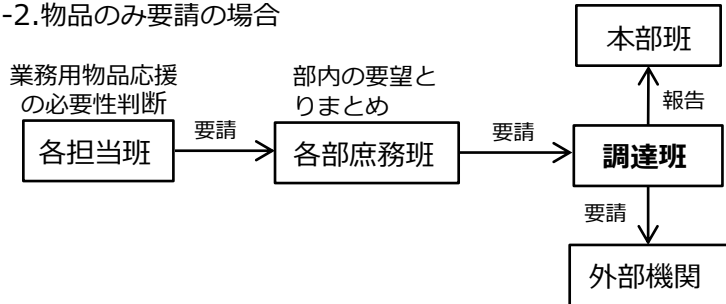 -2.物品のみ要請の場合
本部班
業務用物品応援
の必要性判断
部内の要望と
りまとめ
報告
要請
要請
各担当班
各部庶務班
調達班
要請
外部機関